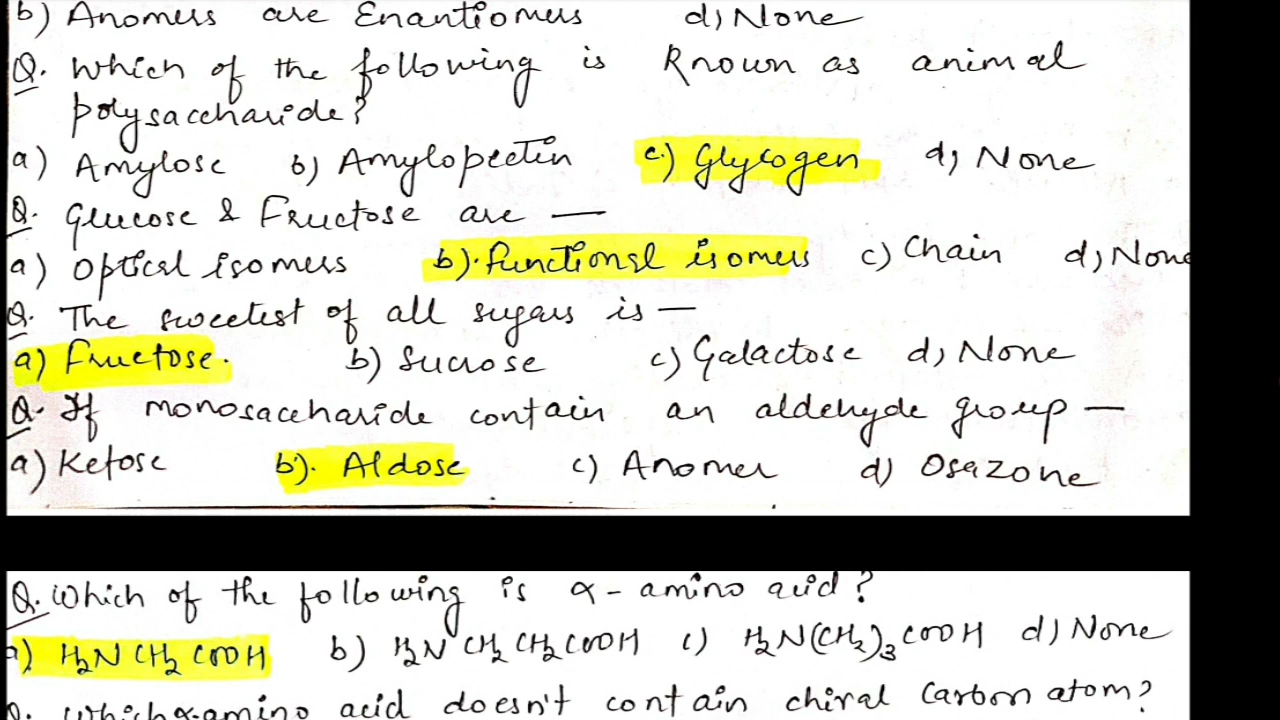 b) Anomers are Enantiomers d) None
Q. Which of the following is Known as animal
polysaccharide?
a) Amylose b) Amylopectin c) Glycogen d) None
Q. Glucose & Fructose are —
a) Optical isomers b). functional isomers c) Chain d) None
Q. The sweetest of all sugars is —
a) Fructose. b) Sucrose c) Galactose d) None
Q. If monosaccharide contain an aldehyde group —
a) Ketose b). Aldose c) Anomer d) Osazone
Q. Which of the following is α-amino acid?
a) H₂N CH₂ COOH b) H₂N CH₂ CH₂ COOH c) H₂N(CH₂)₃COOH d) None
Q. Which α-amino acid doesn't contain chiral Carbon atom?